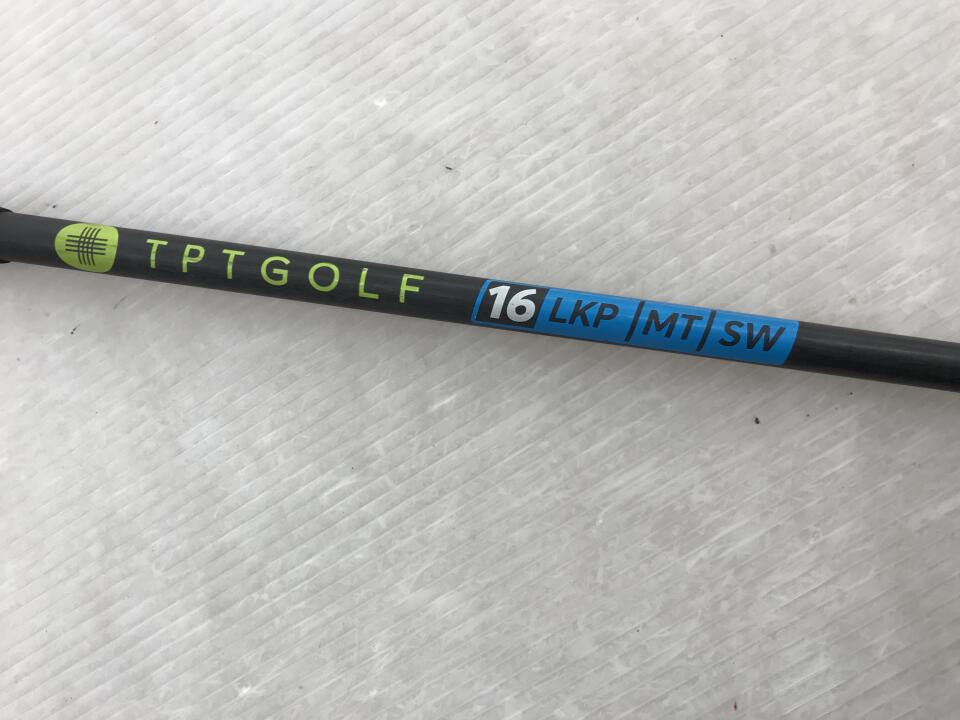 TPTGOLF 16 LKP | MT | SW